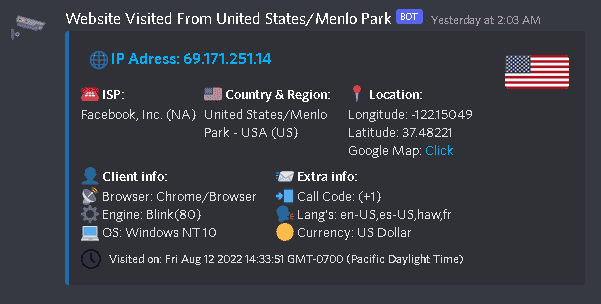 Website Visited From United States/Menlo Park BOT Yesterday at 2:03 AM
IP Adress: 69.171.251.14
ISP: Country & Region: Location:
Facebook, Inc. (NA) United States/Menlo Longitude: -122.15049
Park - USA (US) Latitude: 37.48221
Google Map: Click
Client info: Extra info:
Browser: Chrome/Browser Call Code: (+1)
Engine: Blink(80) Lang's: en-US,es-US,haw,fr
OS: Windows NT 10 Currency: US Dollar
Visited on: Fri Aug 12 2022 14:33:51 GMT-0700 (Pacific Daylight Time)